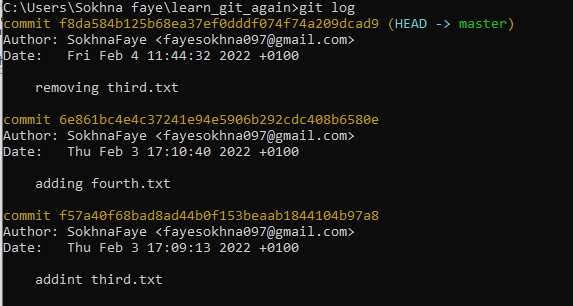 C:\Users\Sokhna faye\learn_git_again>git log
commit f8da584b125b68ea37ef0dddf074f74a209dcad9 (HEAD -> master)
Author: SokhnaFaye <fayesokhna097@gmail.com>
Date:   Fri Feb 4 11:44:32 2022 +0100
    removing third.txt
commit 6e861bc4e4c37241e94e5906b292cdc408b6580e
Author: SokhnaFaye <fayesokhna097@gmail.com>
Date:   Thu Feb 3 17:10:40 2022 +0100
    adding fourth.txt
commit f57a40f68bad8ad44b0f153beaab1844104b97a8
Author: SokhnaFaye <fayesokhna097@gmail.com>
Date:   Thu Feb 3 17:09:13 2022 +0100
    addint third.txt